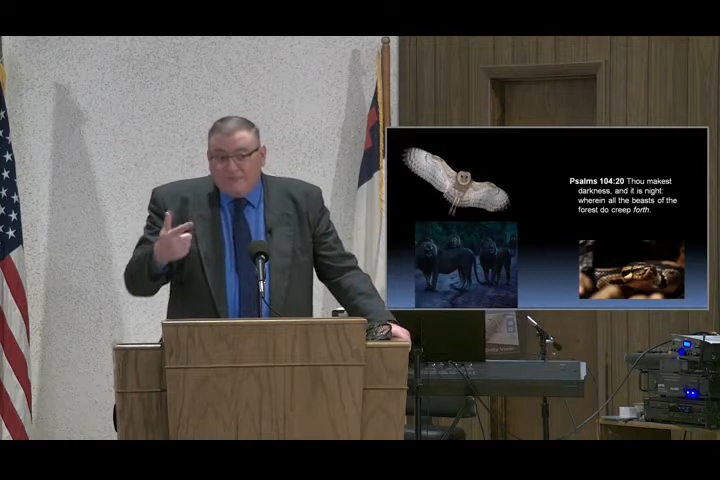 Psalms 104:20 Thou makest
darkness, and it is night:
wherein all the beasts of the
forest do creep forth.